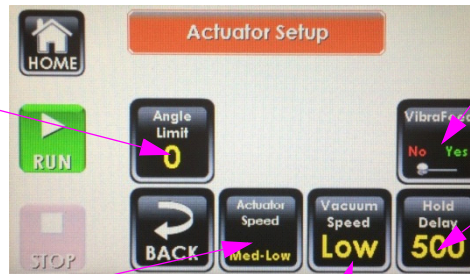 HOME
Actuator Setup
RUN
Angle
Limit
0
VibraFeed
No Yes
STOP
BACK
Actuator
Speed
Med-Low
Vacuum
Speed
Low
Hold
Delay
500